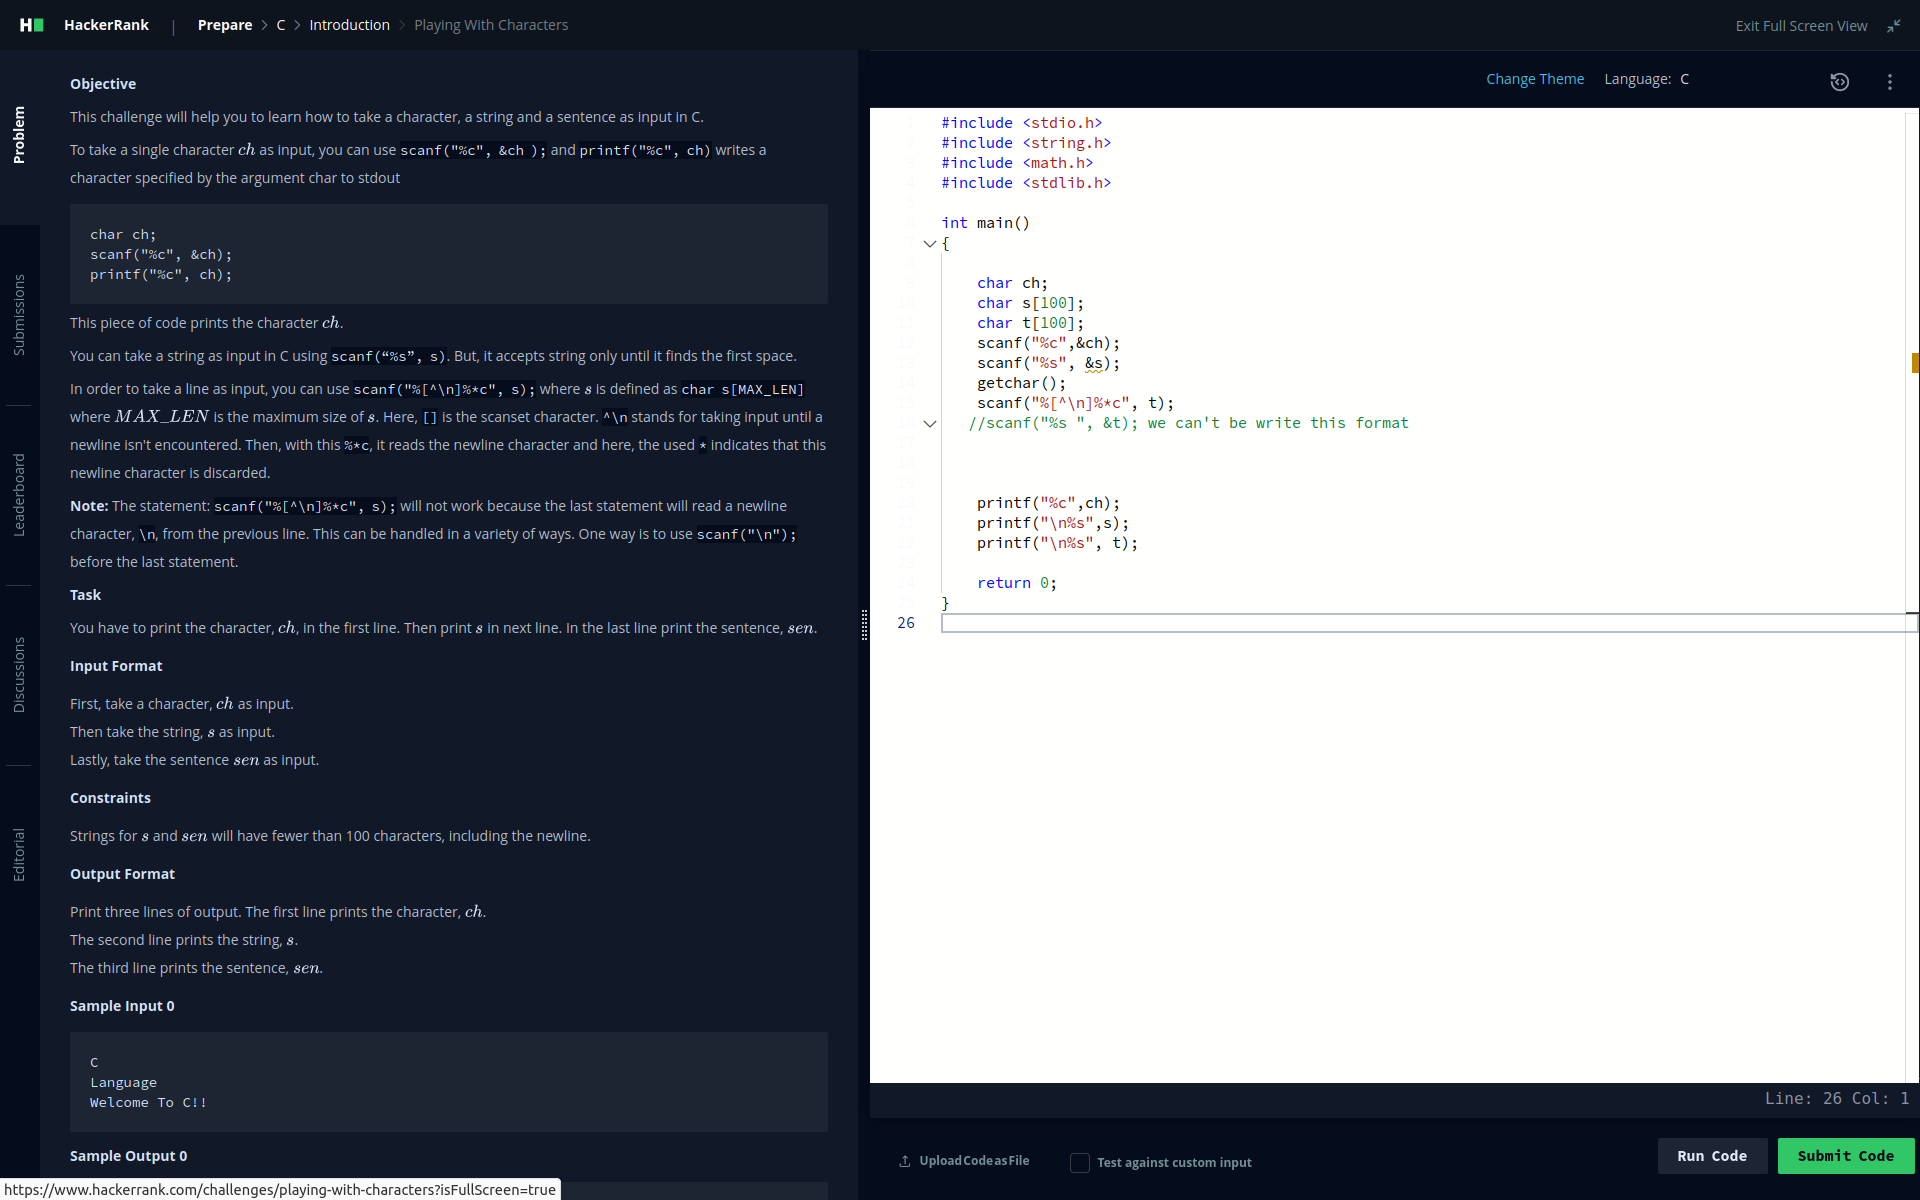 HackerRank | Prepare > C > Introduction > Playing With Characters
Exit Full Screen View
Problem
Submissions
Leaderboard
Discussions
Editorial
Objective
This challenge will help you to learn how to take a character, a string and a sentence as input in C.
To take a single character ch as input, you can use scanf("%c", &ch ); and printf("%c", ch) writes a
character specified by the argument char to stdout
char ch;
scanf("%c", &ch);
printf("%c", ch);
This piece of code prints the character ch.
You can take a string as input in C using scanf(“%s”, s). But, it accepts string only until it finds the first space.
In order to take a line as input, you can use scanf("%[^\n]%*c", s); where s is defined as char s[MAX_LEN]
where MAX_LEN is the maximum size of s. Here, [] is the scanset character. ^\n stands for taking input until a
newline isn't encountered. Then, with this %*c, it reads the newline character and here, the used * indicates that this
newline character is discarded.
Note: The statement: scanf("%[^\n]%*c", s); will not work because the last statement will read a newline
character, \n, from the previous line. This can be handled in a variety of ways. One way is to use scanf("\n");
before the last statement.
Task
You have to print the character, ch, in the first line. Then print s in next line. In the last line print the sentence, sen.
Input Format
First, take a character, ch as input.
Then take the string, s as input.
Lastly, take the sentence sen as input.
Constraints
Strings for s and sen will have fewer than 100 characters, including the newline.
Output Format
Print three lines of output. The first line prints the character, ch.
The second line prints the string, s.
The third line prints the sentence, sen.
Sample Input 0
C
Language
Welcome To C!!
Sample Output 0
https://www.hackerrank.com/challenges/playing-with-characters?isFullScreen=true
Change Theme Language: C
#include <stdio.h>
#include <string.h>
#include <math.h>
#include <stdlib.h>
int main()
{
char ch;
char s[100];
char t[100];
scanf("%c",&ch);
scanf("%s", &s);
getchar();
scanf("%[^\n]%*c", t);
//scanf("%s ", &t); we can't be write this format
printf("%c",ch);
printf("\n%s",s);
printf("\n%s", t);
return 0;
}
26
Line: 26 Col: 1
Upload Code as File
Test against custom input
Run Code
Submit Code